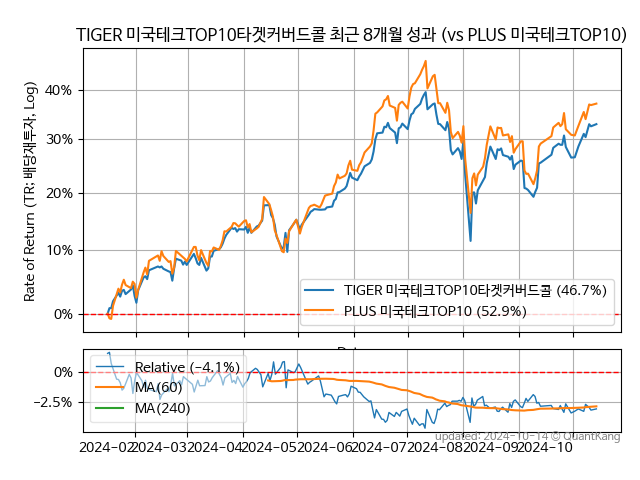 TIGER 미국테크TOP10타겟커버드콜 최근 8개월 성과 (vs PLUS 미국테크TOP10)
Rate of Return (TR: 배당재투자, Log)
40%
30%
20%
10%
0%
TIGER 미국테크TOP10타겟커버드콜 (46.7%)
PLUS 미국테크TOP10 (52.9%)
0%
−2.5%
Relative (−4.1%)
MA(60)
MA(240)
updated: 2024-10-14 © QuantKang
2024-02 2024-03 2024-04 2024-05 2024-06 2024-07 2024-08 2024-09 2024-10